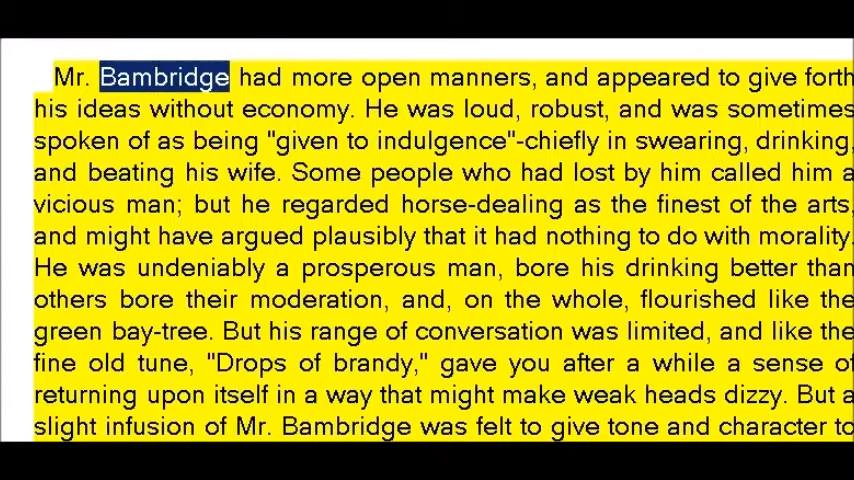 Mr. Bambridge had more open manners, and appeared to give forth
his ideas without economy. He was loud, robust, and was sometimes
spoken of as being "given to indulgence"-chiefly in swearing, drinking,
and beating his wife. Some people who had lost by him called him a
vicious man; but he regarded horse-dealing as the finest of the arts,
and might have argued plausibly that it had nothing to do with morality.
He was undeniably a prosperous man, bore his drinking better than
others bore their moderation, and, on the whole, flourished like the
green bay-tree. But his range of conversation was limited, and like the
fine old tune, "Drops of brandy," gave you after a while a sense of
returning upon itself in a way that might make weak heads dizzy. But a
slight infusion of Mr. Bambridge was felt to give tone and character to